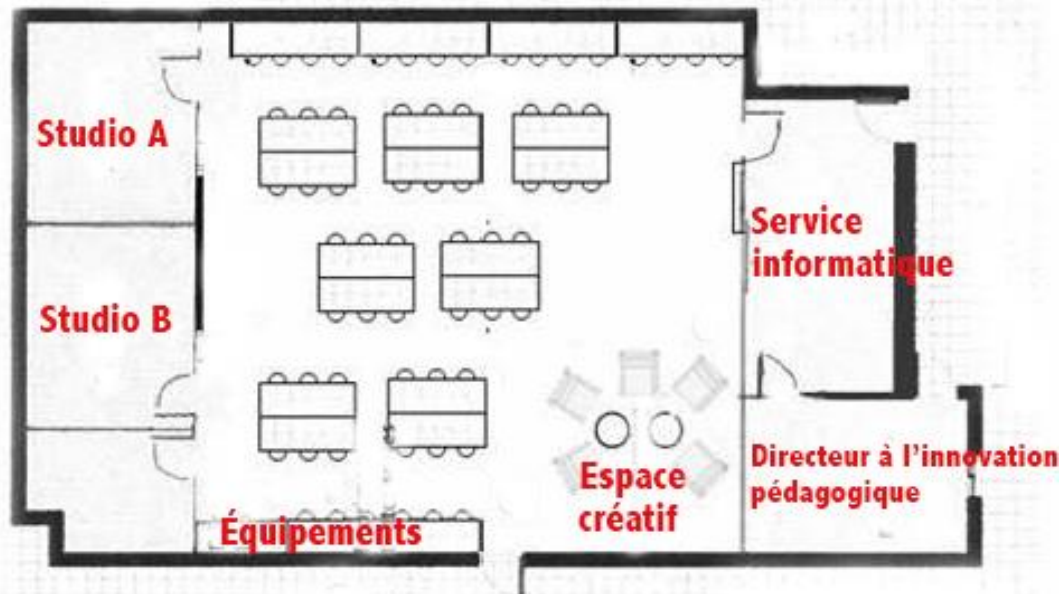 Studio A
Studio B
Service
informatique
Directeur à l'innovation
pédagogique
Espace
créatif
Équipements